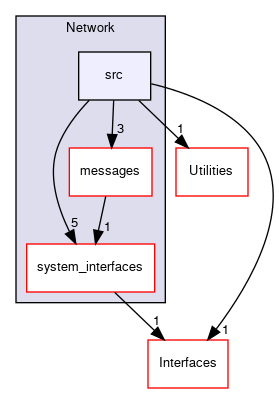 Network
src
3
1
messages
Utilities
5
1
system_interfaces
1
1
Interfaces